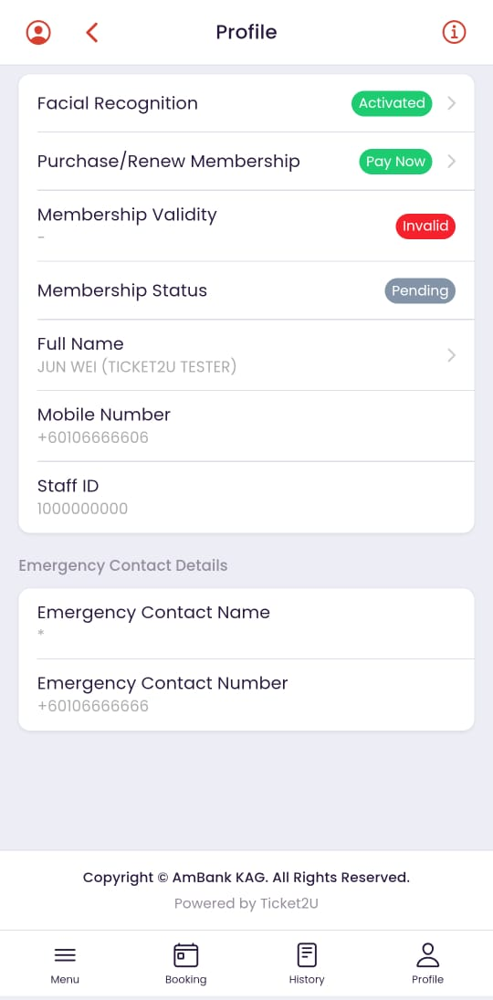 Profile
Facial Recognition Activated
Purchase/Renew Membership Pay Now
Membership Validity
-
Invalid
Membership Status Pending
Full Name
JUN WEI (TICKET2U TESTER)
Mobile Number
+60106666606
Staff ID
1000000000
Emergency Contact Details
Emergency Contact Name
*
Emergency Contact Number
+60106666666
Copyright © AmBank KAG. All Rights Reserved.
Powered by Ticket2U
Menu Booking History Profile